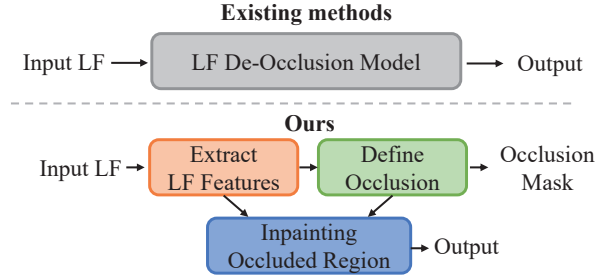 Existing methods
Input LF
LF De-Occlusion Model
Output
Ours
Input LF
Extract
LF Features
Define
Occlusion
Occlusion
Mask
Inpainting
Occluded Region
Output